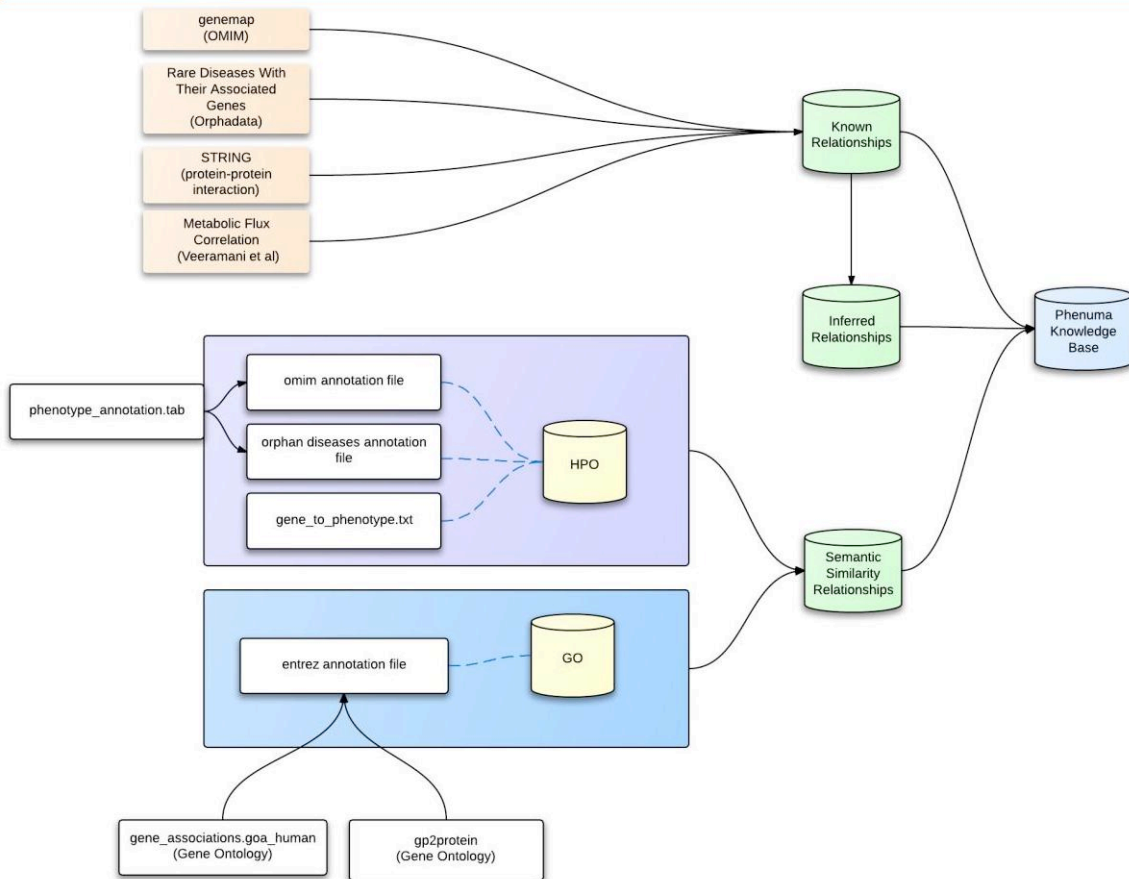 genemap
(OMIM)
Rare Diseases With
Their Associated
Genes
(Orphadata)
STRING
(protein-protein
interaction)
Metabolic Flux
Correlation
(Veeramani et al)
Known
Relationships
Inferred
Relationships
Phenuma
Knowledge
Base
phenotype_annotation.tab
omim annotation file
orphan diseases annotation
file
gene_to_phenotype.txt
HPO
Semantic
Similarity
Relationships
entrez annotation file
GO
gene_associations.goa_human
(Gene Ontology)
gp2protein
(Gene Ontology)